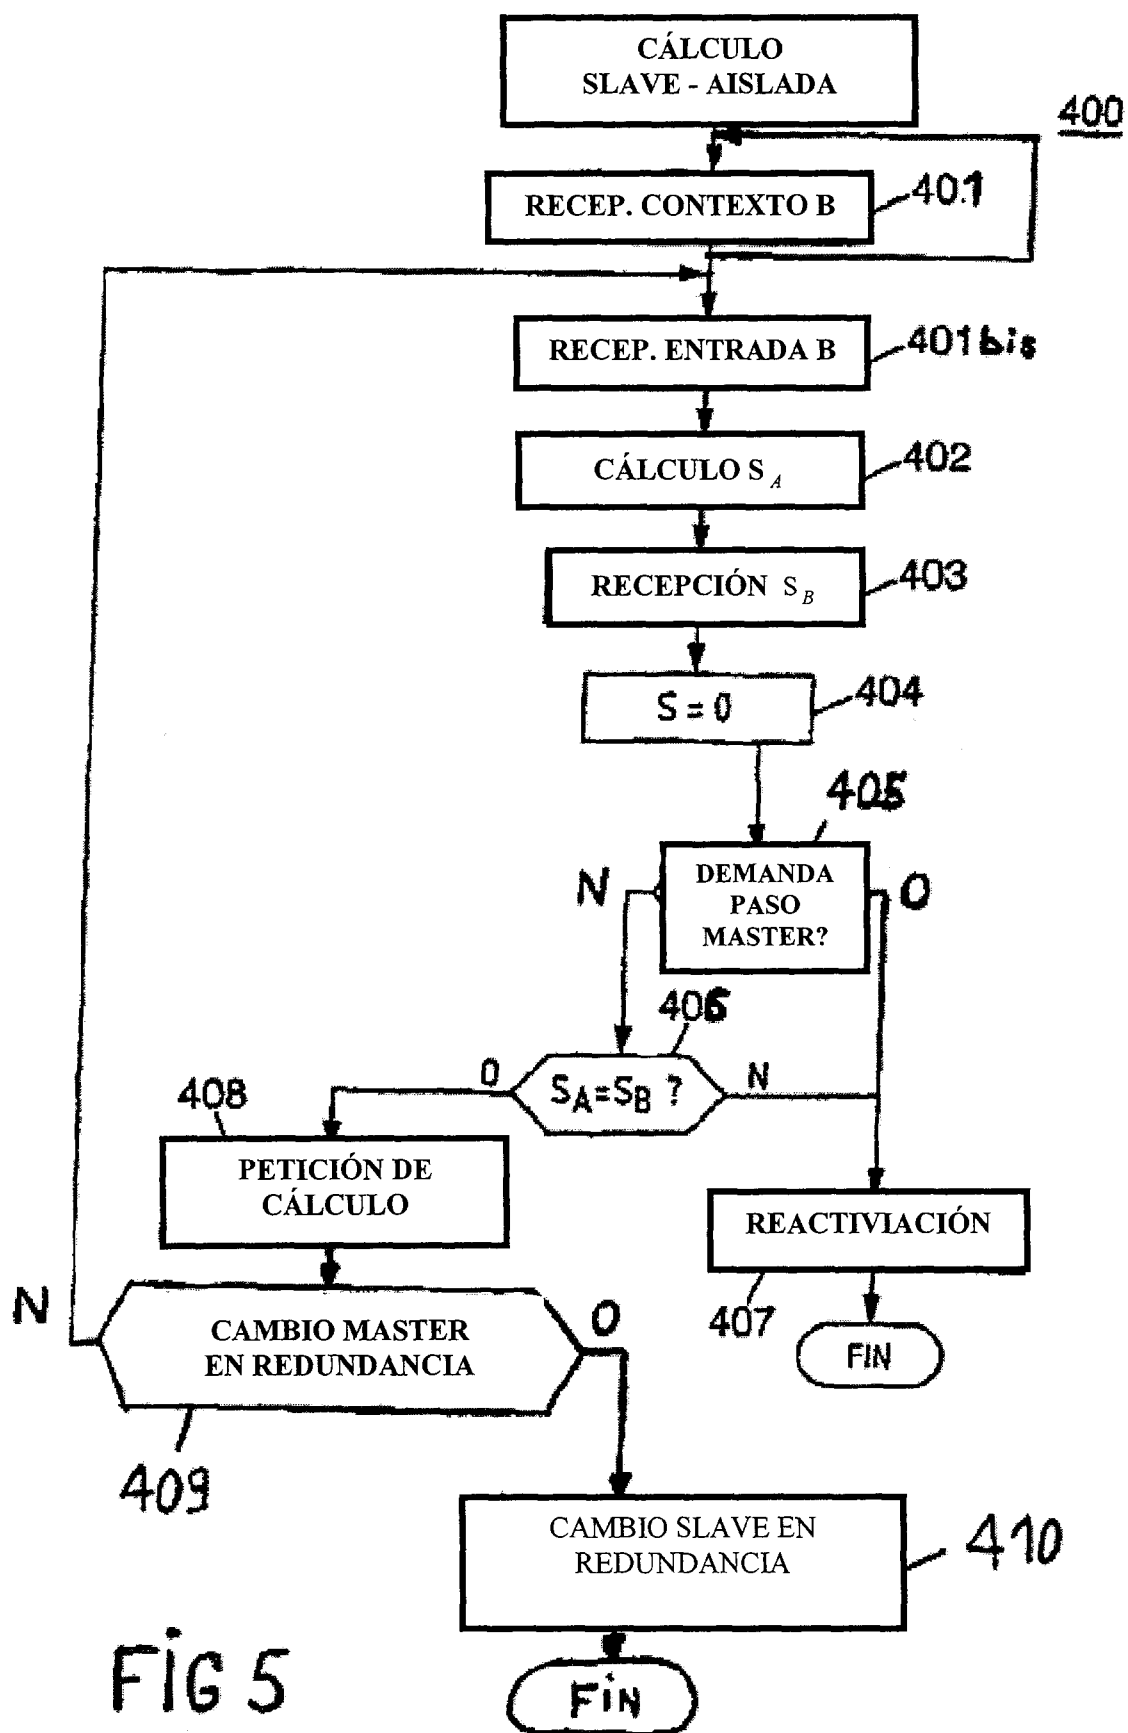 CÁLCULO
SLAVE - AISLADA
400
RECEP. CONTEXTO B
401
RECEP. ENTRADA B
401bis
CÁLCULO S A
402
RECEPCIÓN S B
403
S = 0
404
405
N
DEMANDA
PASO
MASTER?
O
406
O
SA=SB ?
N
408
PETICIÓN DE
CÁLCULO
REACTIVIACIÓN
407
FIN
N
CAMBIO MASTER
EN REDUNDANCIA
O
409
CAMBIO SLAVE EN
REDUNDANCIA
410
FiN
FiG 5